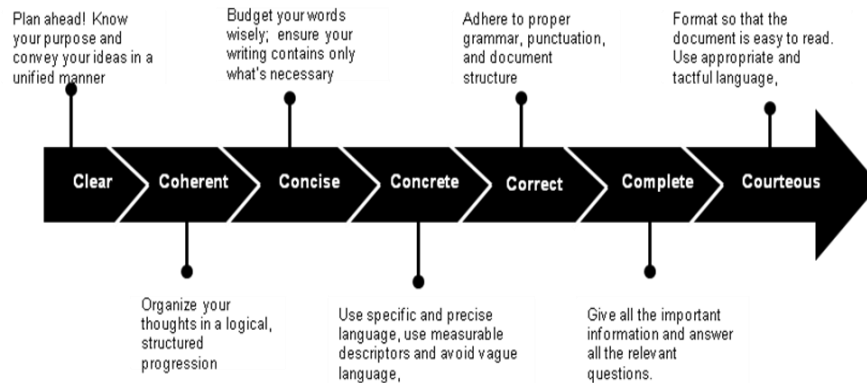 Plan ahead! Know
your purpose and
convey your ideas in a
unified manner
Budget your words
wisely; ensure your
writing contains only
what's necessary
Adhere to proper
grammar, punctuation,
and document
structure
Format so that the
document is easy to read.
Use appropriate and
tactful language,
Clear
Coherent
Concise
Concrete
Correct
Complete
Courteous
Organize your
thoughts in a logical,
structured
progression
Use specific and precise
language, use measurable
descriptors and avoid vague
language,
Give all the important
information and answer
all the relevant
questions.